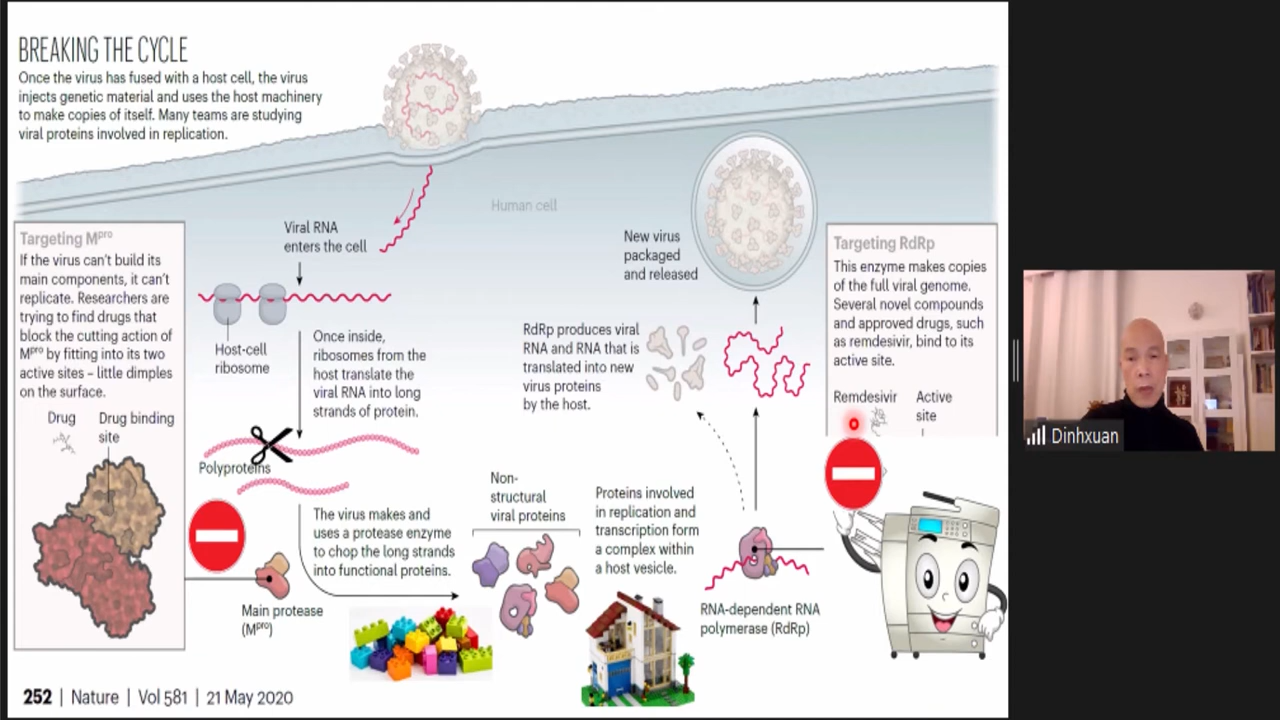 BREAKING THE CYCLE
Once the virus has fused with a host cell, the virus
injects genetic material and uses the host machinery
to make copies of itself. Many teams are studying
viral proteins involved in replication.
Human cell
Viral RNA
enters the cell
Host-cell
ribosome
Once inside,
ribosomes from the
host translate the
viral RNA into long
strands of protein.
Polyproteins
The virus makes and
uses a protease enzyme
to chop the long strands
into functional proteins.
Main protease
(Mpro)
Targeting Mpro
If the virus can't build its
main components, it can't
replicate. Researchers are
trying to find drugs that
block the cutting action of
Mpro by fitting into its two
active sites – little dimples
on the surface.
Drug
Drug binding
site
Non-
structural
viral proteins
Proteins involved
in replication and
transcription form
a complex within
a host vesicle.
RNA-dependent RNA
polymerase (RdRp)
RdRp produces viral
RNA and RNA that is
translated into new
virus proteins
by the host.
New virus
packaged
and released
Targeting RdRp
This enzyme makes copies
of the full viral genome.
Several novel compounds
and approved drugs, such
as remdesivir, bind to its
active site.
Remdesivir
Active
site
252 | Nature | Vol 581 | 21 May 2020
Dinhxuan